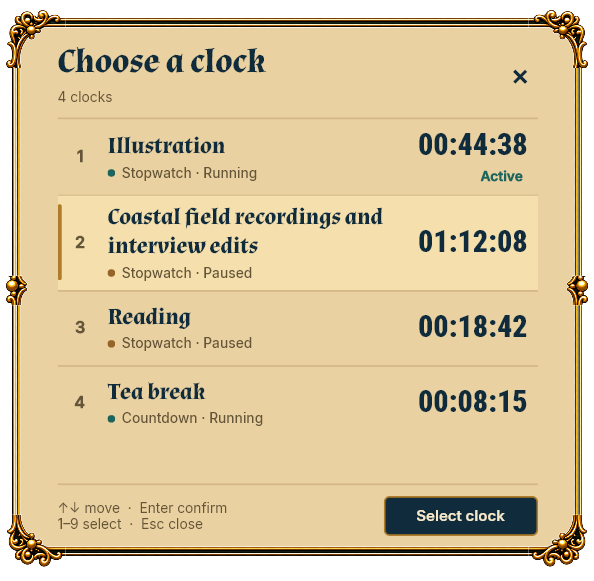 Choose a clock
4 clocks
×
1
Illustration
00:44:38
Stopwatch · Running
Active
2
Coastal field recordings and
interview edits
01:12:08
Stopwatch · Paused
3
Reading
00:18:42
Stopwatch · Paused
4
Tea break
00:08:15
Countdown · Running
↑↓ move · Enter confirm
1–9 select · Esc close
Select clock